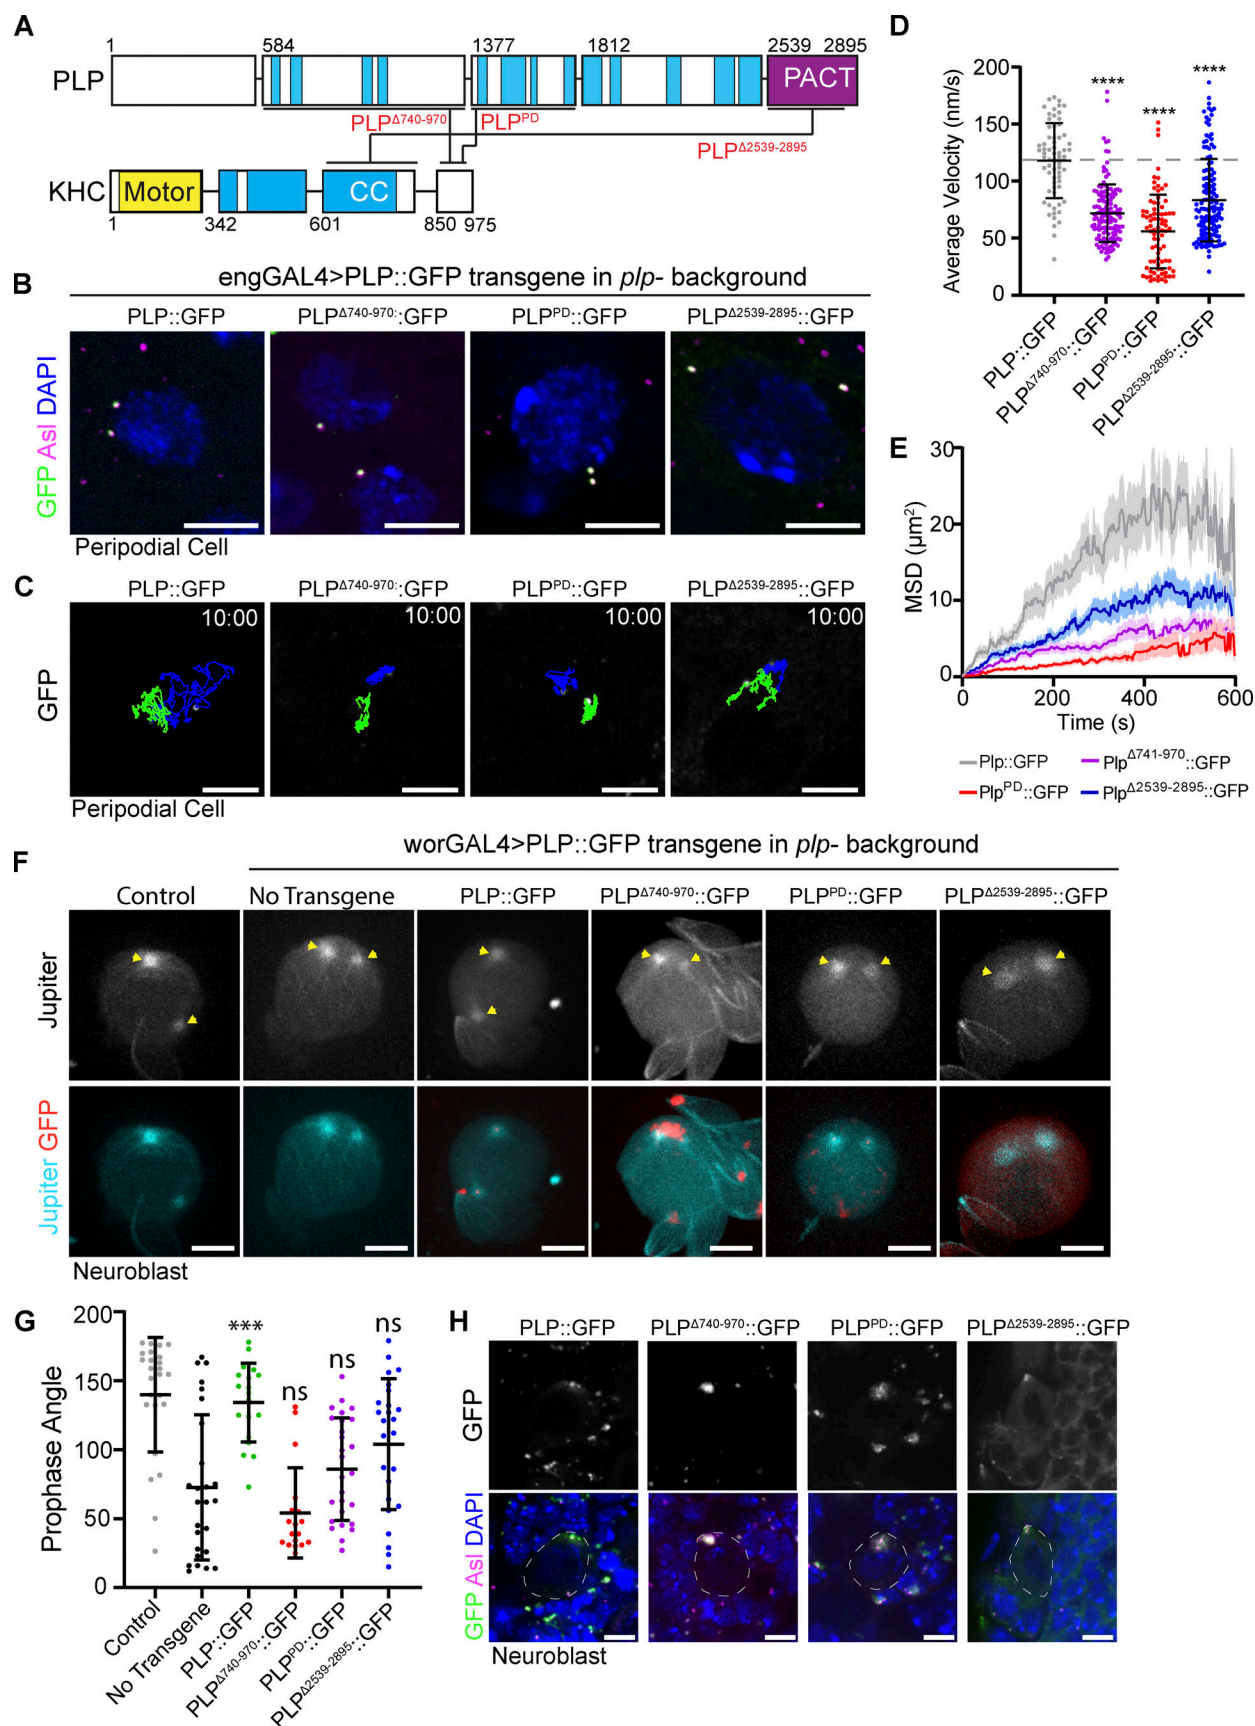 A
1
584
1377
1812
2539
2895
PLP
PACT
PLPΔ740-970
PLPPD
PLPΔ2539-2895
KHC
Motor
CC
1
342
601
850
975
B
engGAL4>PLP::GFP transgene in plp- background
PLP::GFP
PLPΔ740-970::GFP
PLPPD::GFP
PLPΔ2539-2895::GFP
GFP Asl DAPI
Peripodial Cell
C
PLP::GFP
PLPΔ740-970::GFP
PLPPD::GFP
PLPΔ2539-2895::GFP
GFP
10:00
10:00
10:00
10:00
Peripodial Cell
D
Average Velocity (nm/s)
200
150
100
50
0
****
****
****
PLP::GFP
PLPΔ740-970::GFP
PLPPD::GFP
PLPΔ2539-2895::GFP
E
MSD (µm2)
30
20
10
0
0
200
400
600
Time (s)
Plp::GFP
PlpΔ741-970::GFP
PlpPD::GFP
PlpΔ2539-2895::GFP
F
worGAL4>PLP::GFP transgene in plp- background
Control
No Transgene
PLP::GFP
PLPΔ740-970::GFP
PLPPD::GFP
PLPΔ2539-2895::GFP
Jupiter
Jupiter GFP
Neuroblast
G
Prophase Angle
200
150
100
50
0
***
ns
ns
ns
Control
No Transgene
PLP::GFP
PLPΔ740-970::GFP
PLPPD::GFP
PLPΔ2539-2895::GFP
H
PLP::GFP
PLPΔ740-970::GFP
PLPPD::GFP
PLPΔ2539-2895::GFP
GFP
GFP Asl DAPI
Neuroblast